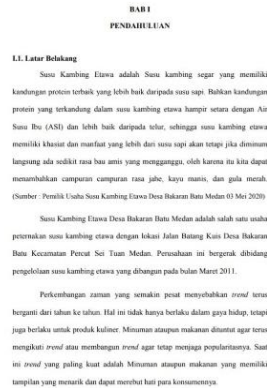 BAB I
PENDAHULUAN
I.1. Latar Belakang
Susu Kambing Etawa adalah Susu kambing segar yang memiliki
kandungan protein terbaik yang lebih baik daripada susu sapi. Bahkan kandungan
protein yang terkandung dalam susu kambing etawa hampir setara dengan Air
Susu Ibu (ASI) dan lebih baik daripada telur, sehingga susu kambing etawa
memiliki khasiat dan manfaat yang lebih dari susu sapi akan tetapi jika diminum
langsung ada sedikit rasa bau amis yang mengganggu, oleh karena itu kita dapat
menambahkan campuran campuran rasa jahe, kayu manis, dan gula merah.
(Sumber : Pemilik Usaha Susu Kambing Etawa Desa Bakaran Batu Medan 03 Mei 2020)
Susu Kambing Etawa Desa Bakaran Batu Medan adalah salah satu usaha
peternakan susu kambing etawa dengan lokasi Jalan Batang Kuis Desa Bakaran
Batu Kecamatan Percut Sei Tuan Medan. Perusahaan ini bergerak dibidang
pengelolaan susu kambing etawa yang dibangun pada bulan Maret 2011.
Perkembangan zaman yang semakin pesat menyebabkan trend terus
berganti dari tahun ke tahun. Hal ini tidak hanya berlaku dalam gaya hidup, tetapi
juga berlaku untuk produk kuliner. Minuman ataupun makanan dituntut agar terus
mengikuti trend atau membangun trend agar tetap menjaga popularitasnya. Saat
ini trend yang paling kuat adalah Minuman ataupun makanan yang memiliki
tampilan yang menarik dan dapat merebut hati para konsumennya.